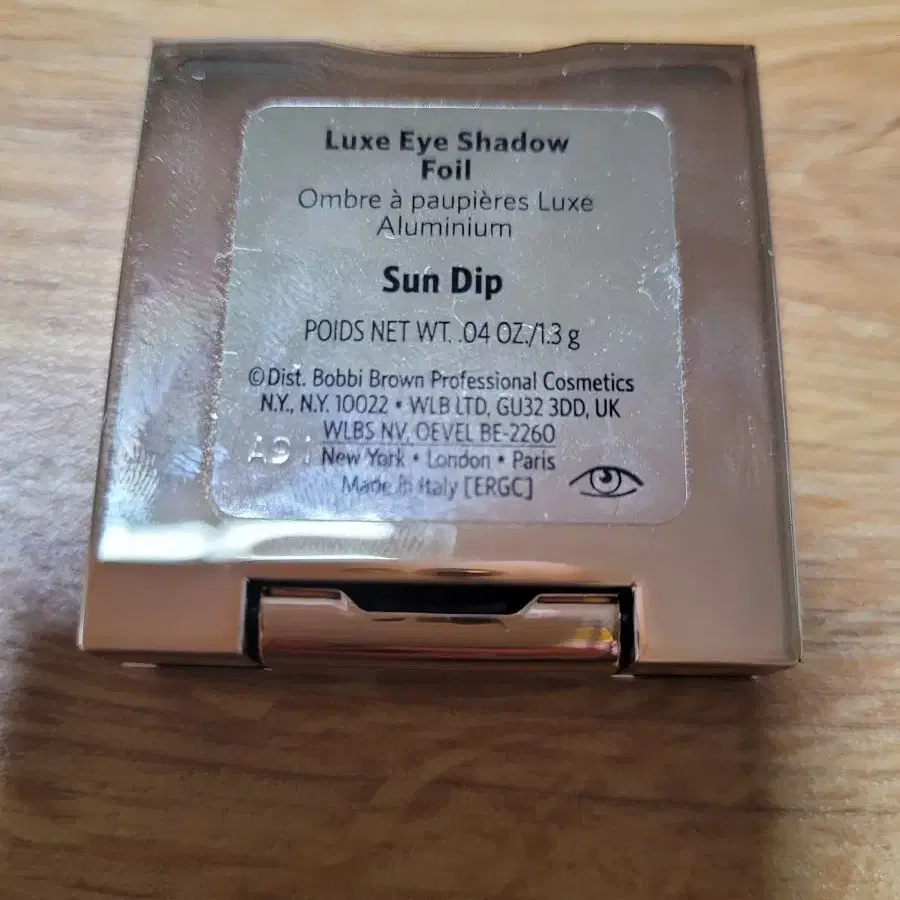 Luxe Eye Shadow
Foil
Ombre à paupières Luxe
Aluminium
Sun Dip
POIDS NET WT. .04 OZ./1.3 g
©Dist. Bobbi Brown Professional Cosmetics
N.Y., N.Y. 10022 • WLB LTD, GU32 3DD, UK
WLBS NV, OEVEL BE-2260
New York • London • Paris
Made in Italy [ERGC]